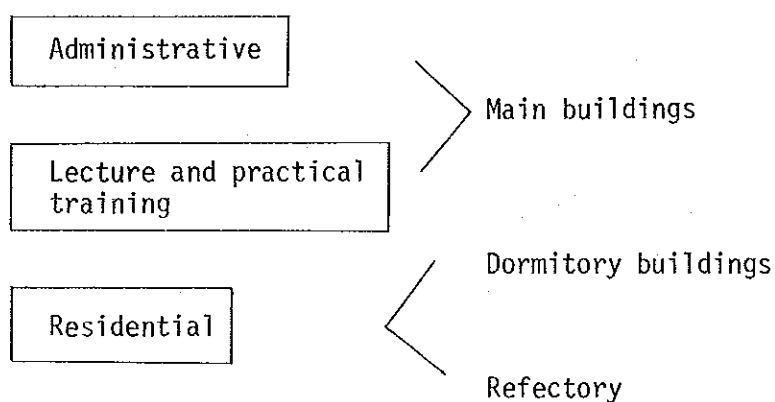 Administrative
Main buildings
Lecture and practical
training
Dormitory buildings
Residential
Refectory